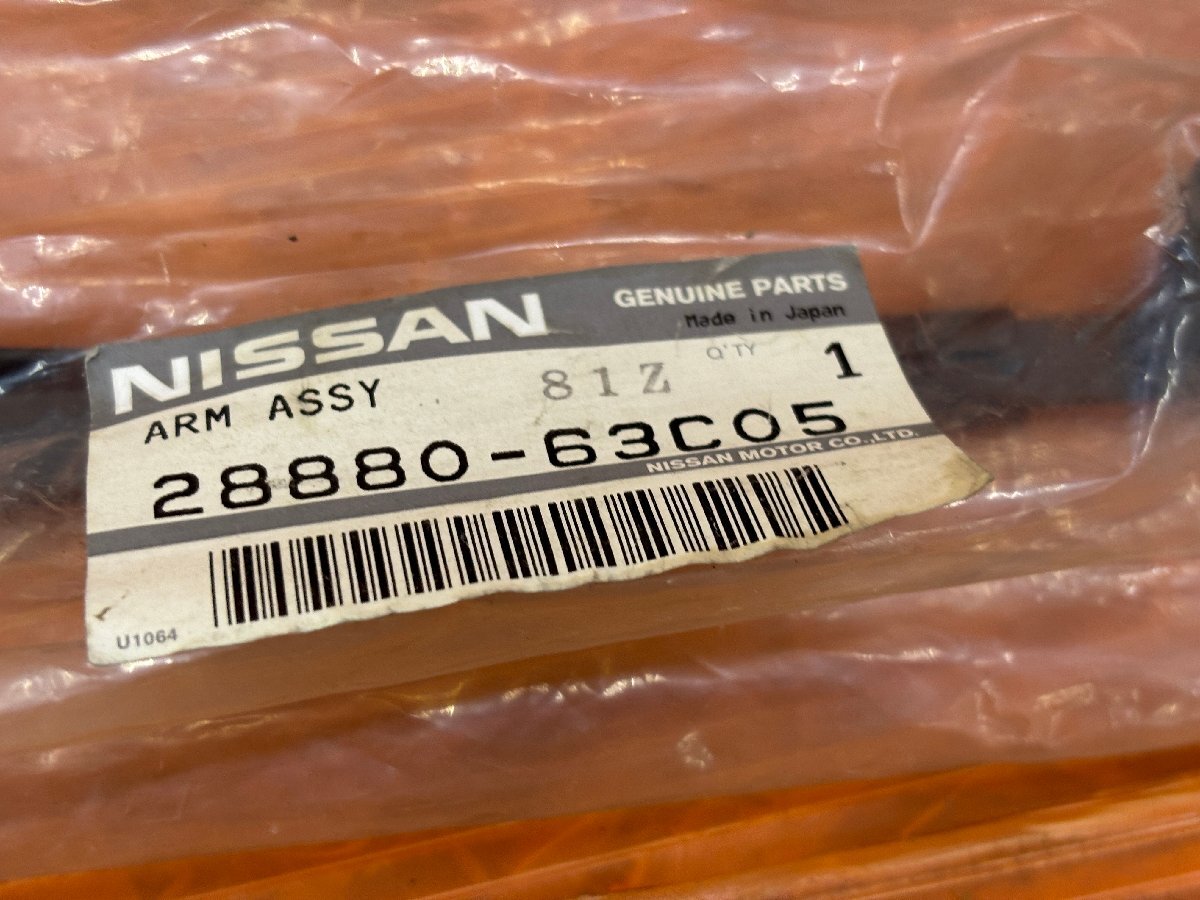 NISSAN GENUINE PARTS
Made in Japan
ARM ASSY 81Z Q'TY 1
28880-63C05
NISSAN MOTOR CO.,LTD.
U1064